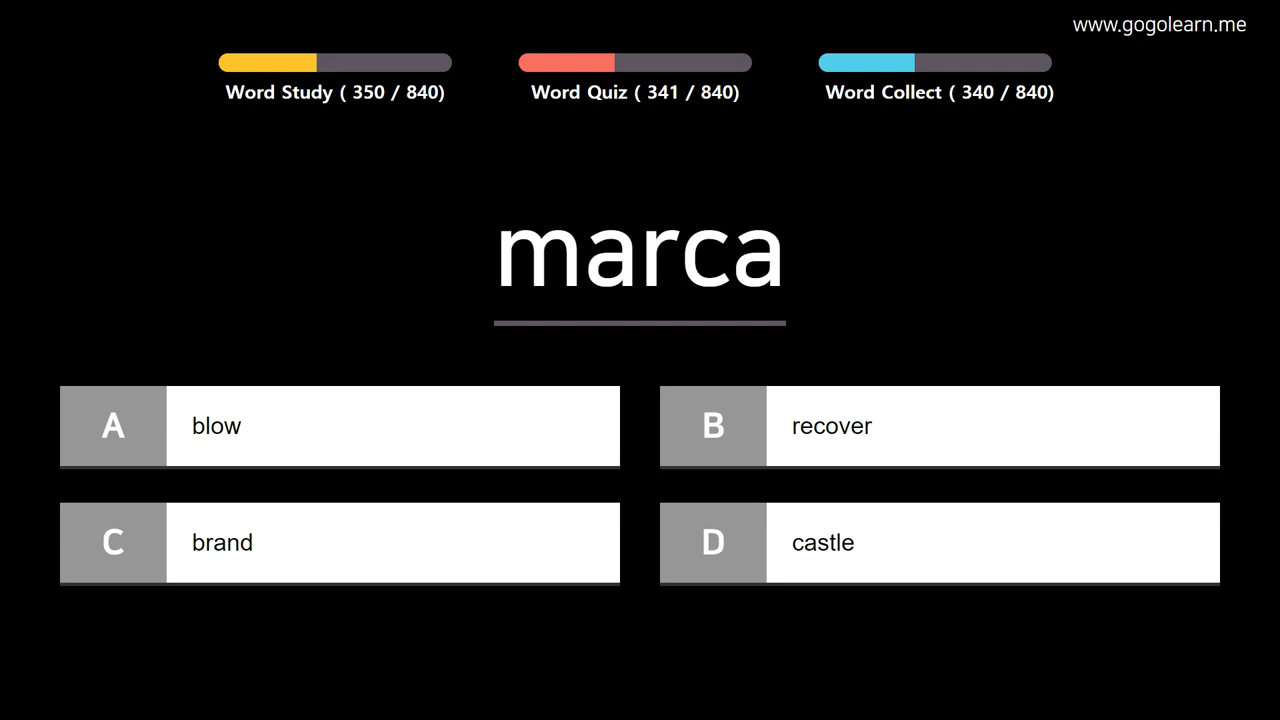 www.gogolearn.me
Word Study ( 350 / 840)
Word Quiz ( 341 / 840)
Word Collect ( 340 / 840)
marca
A blow
B recover
C brand
D castle